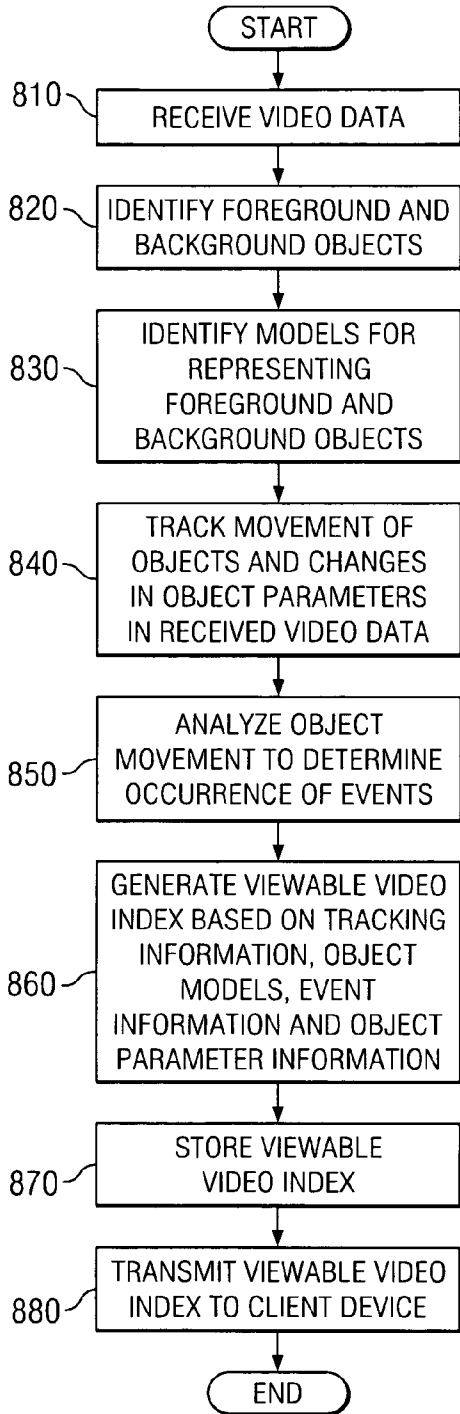 START
810
RECEIVE VIDEO DATA
820
IDENTIFY FOREGROUND AND
BACKGROUND OBJECTS
830
IDENTIFY MODELS FOR
REPRESENTING
FOREGROUND AND
BACKGROUND OBJECTS
840
TRACK MOVEMENT OF
OBJECTS AND CHANGES
IN OBJECT PARAMETERS
IN RECEIVED VIDEO DATA
850
ANALYZE OBJECT
MOVEMENT TO DETERMINE
OCCURRENCE OF EVENTS
860
GENERATE VIEWABLE VIDEO
INDEX BASED ON TRACKING
INFORMATION, OBJECT
MODELS, EVENT
INFORMATION AND OBJECT
PARAMETER INFORMATION
870
STORE VIEWABLE
VIDEO INDEX
880
TRANSMIT VIEWABLE VIDEO
INDEX TO CLIENT DEVICE
END